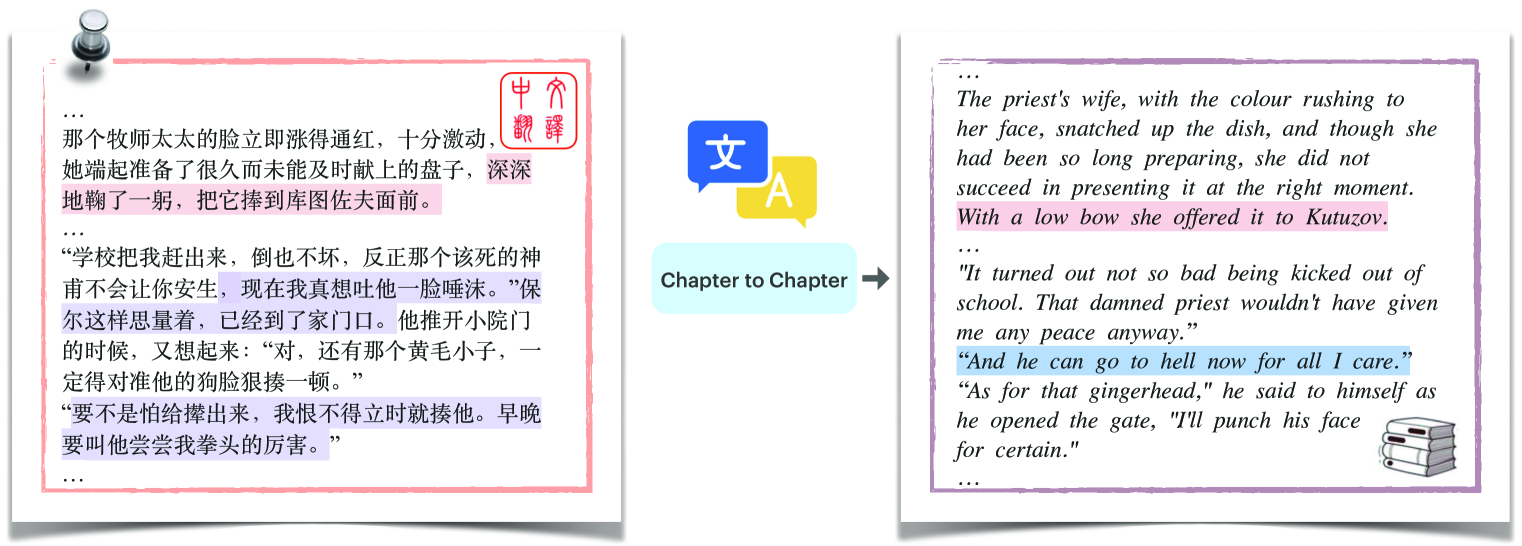 中文
翻譯
…
那个牧师太太的脸立即涨得通红，十分激动，
她端起准备了很久而未能及时献上的盘子，深深
地鞠了一躬，把它捧到库图佐夫面前。
…
“学校把我赶出来，倒也不坏，反正那个该死的神
甫不会让你安生，现在我真想吐他一脸唾沫。”保
尔这样思量着，已经到了家门口。他推开小院门
的时候，又想起来：“对，还有那个黄毛小子，一
定得对准他的狗脸狠揍一顿。”
“要不是怕给撵出来，我恨不得立时就揍他。早晚
要叫他尝尝我拳头的厉害。”
…
文
A
Chapter to Chapter
…
The priest's wife, with the colour rushing to
her face, snatched up the dish, and though she
had been so long preparing, she did not
succeed in presenting it at the right moment.
With a low bow she offered it to Kutuzov.
…
"It turned out not so bad being kicked out of
school. That damned priest wouldn't have given
me any peace anyway.”
“And he can go to hell now for all I care.”
“As for that gingerhead," he said to himself as
he opened the gate, "I'll punch his face
for certain."
…